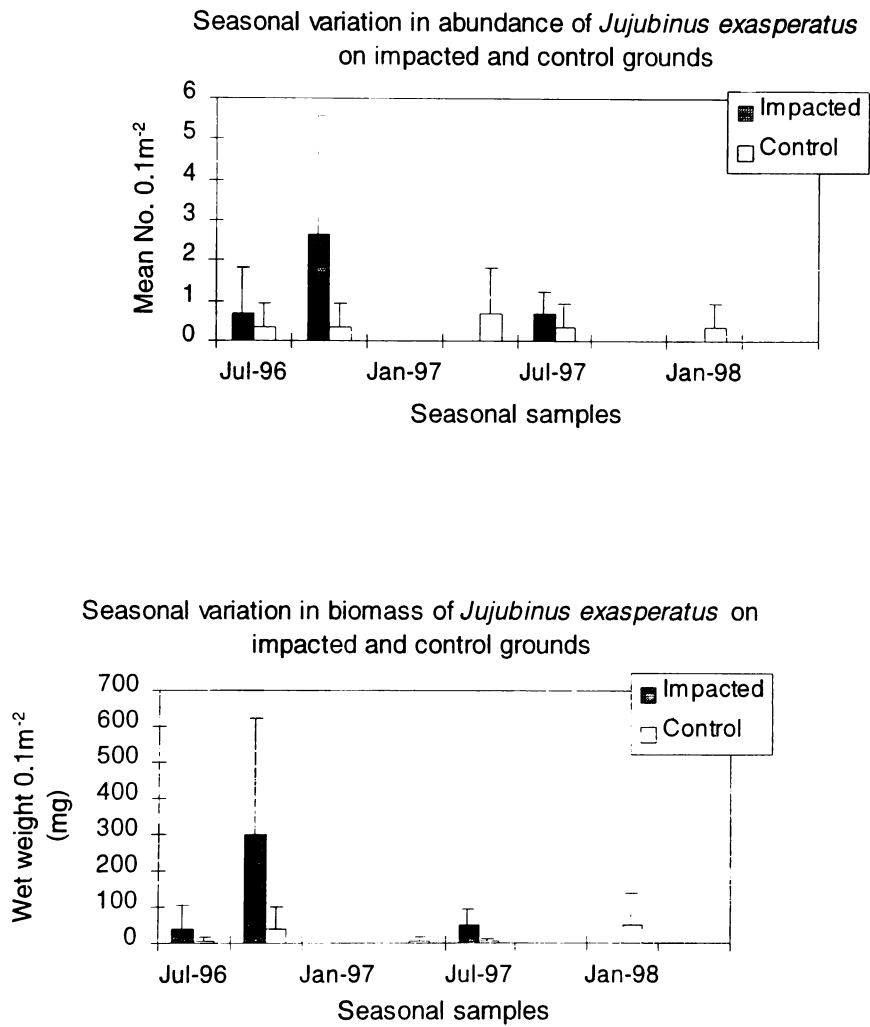 Seasonal variation in abundance of Jujubinus exasperatus
on impacted and control grounds
Impacted
Control
6
5
4
3
2
1
0
Mean No. 0.1m⁻²
Jul-96 Jan-97 Jul-97 Jan-98
Seasonal samples
Seasonal variation in biomass of Jujubinus exasperatus on
impacted and control grounds
Impacted
Control
700
600
500
400
300
200
100
0
Wet weight 0.1m⁻²
(mg)
Jul-96 Jan-97 Jul-97 Jan-98
Seasonal samples